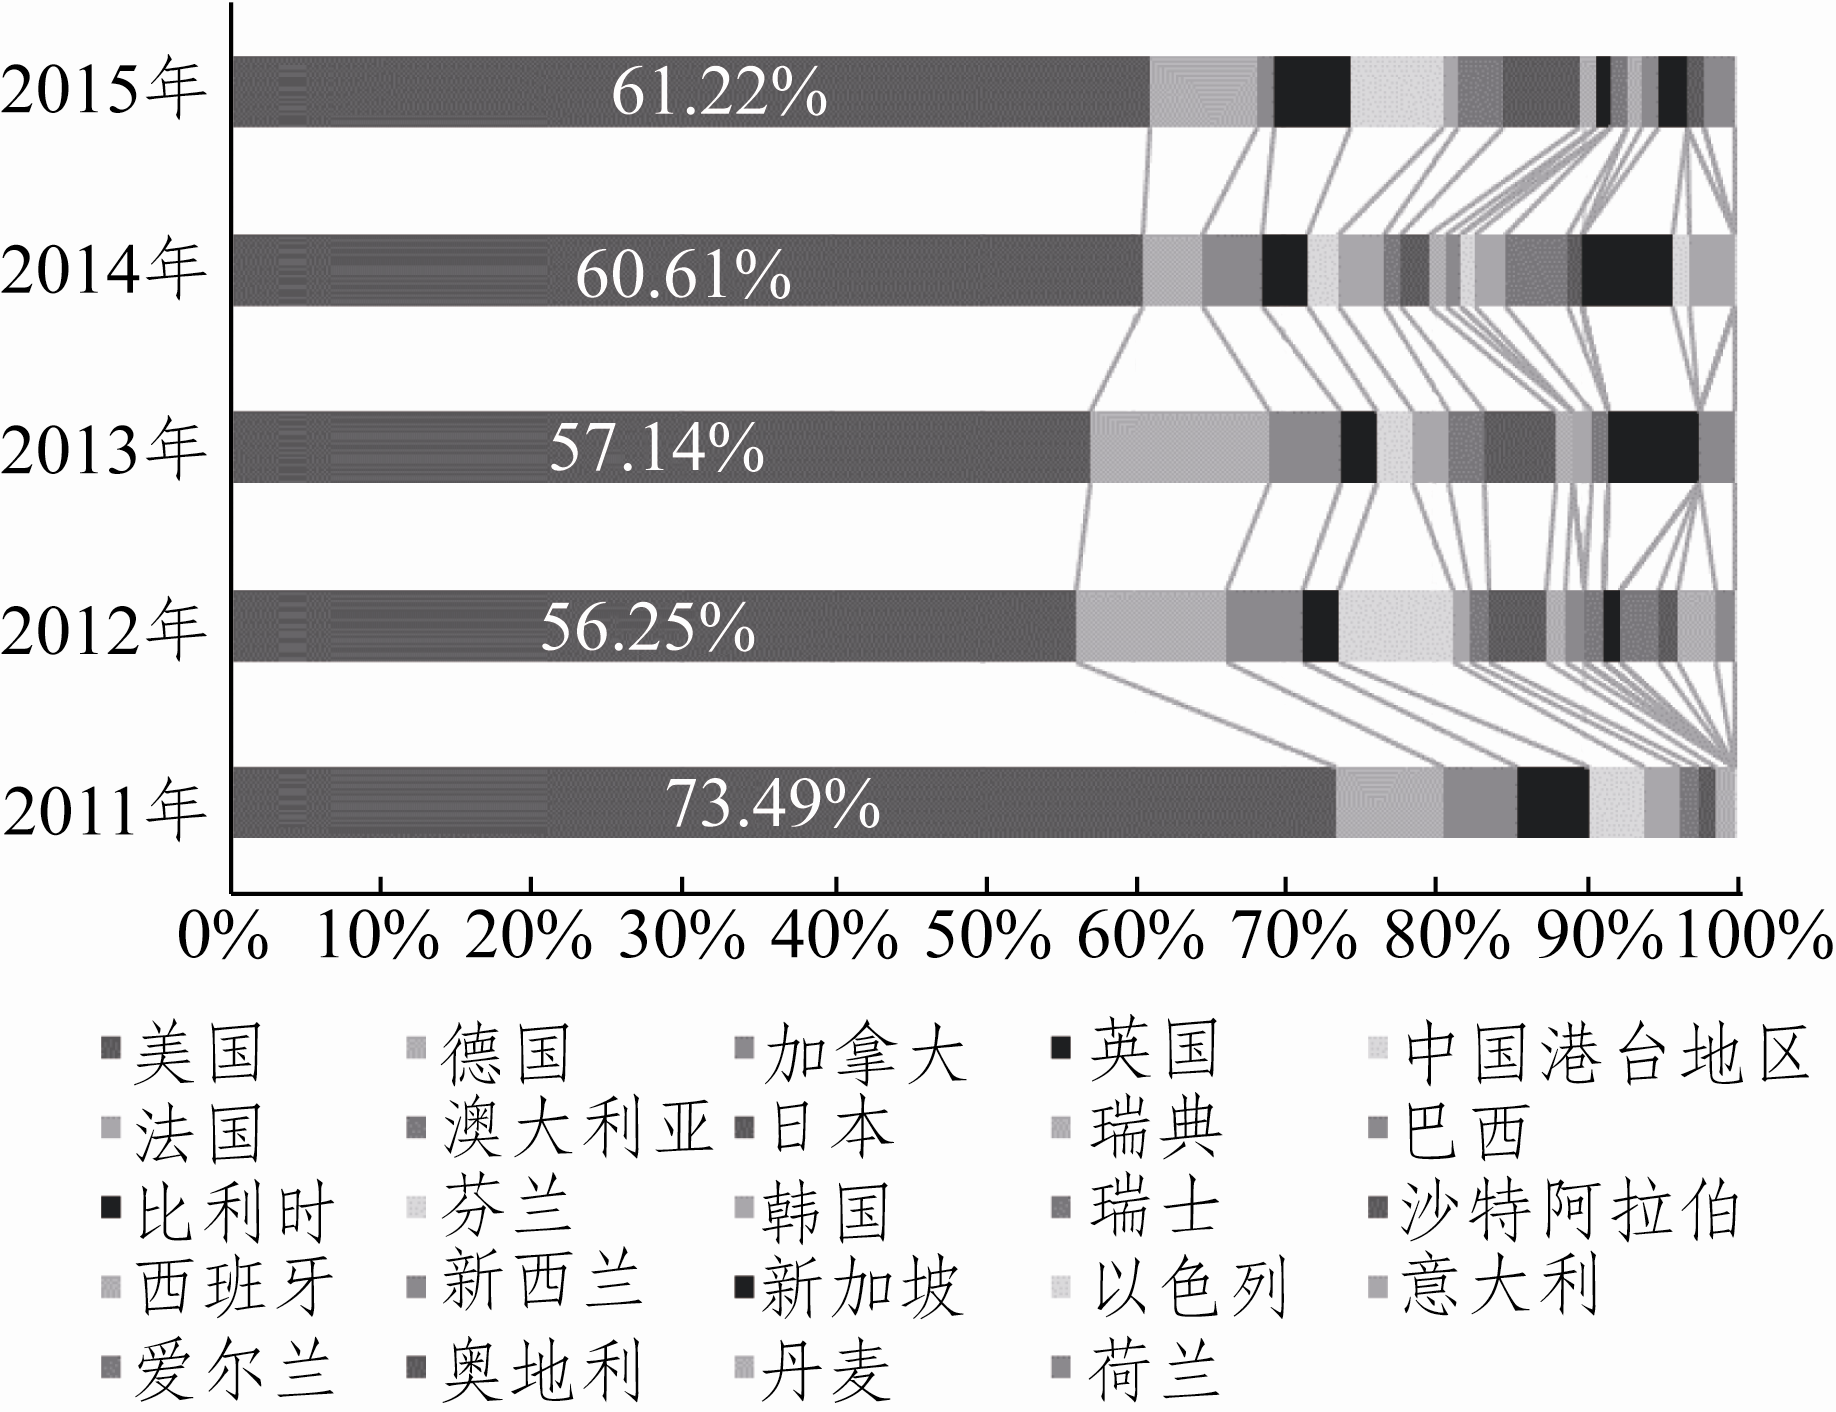 2015年 61.22%
2014年 60.61%
2013年 57.14%
2012年 56.25%
2011年 73.49%
0% 10% 20% 30% 40% 50% 60% 70% 80% 90% 100%
美国 德国 加拿大 英国 中国港台地区
法国 澳大利亚 日本 瑞典 巴西
比利时 芬兰 韩国 瑞士 沙特阿拉伯
西班牙 新西兰 新加坡 以色列 意大利
爱尔兰 奥地利 丹麦 荷兰